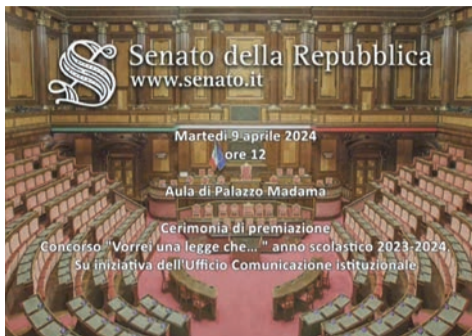 Senato della Repubblica
www.senato.it
Martedì 9 aprile 2024
ore 12
Aula di Palazzo Madama
Cerimonia di premiazione
Concorso "Vorrei una legge che... " anno scolastico 2023-2024.
Su iniziativa dell'Ufficio Comunicazione istituzionale